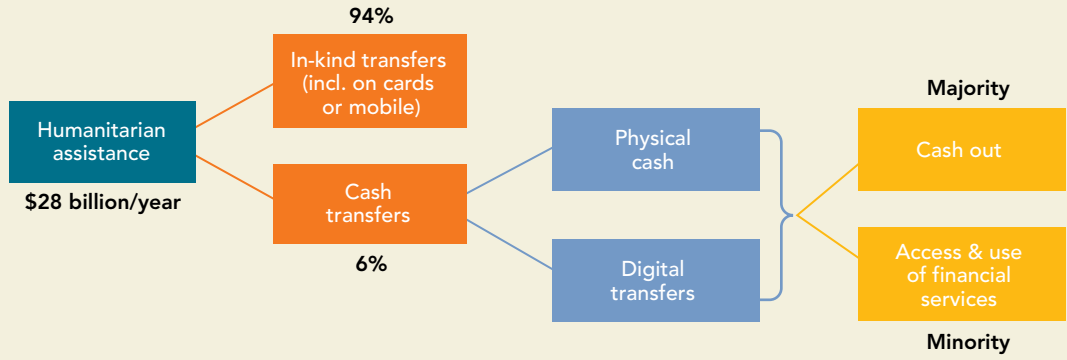 Humanitarian
assistance
$28 billion/year
94%
In-kind transfers
(incl. on cards
or mobile)
Cash
transfers
6%
Physical
cash
Digital
transfers
Majority
Cash out
Access & use
of financial
services
Minority